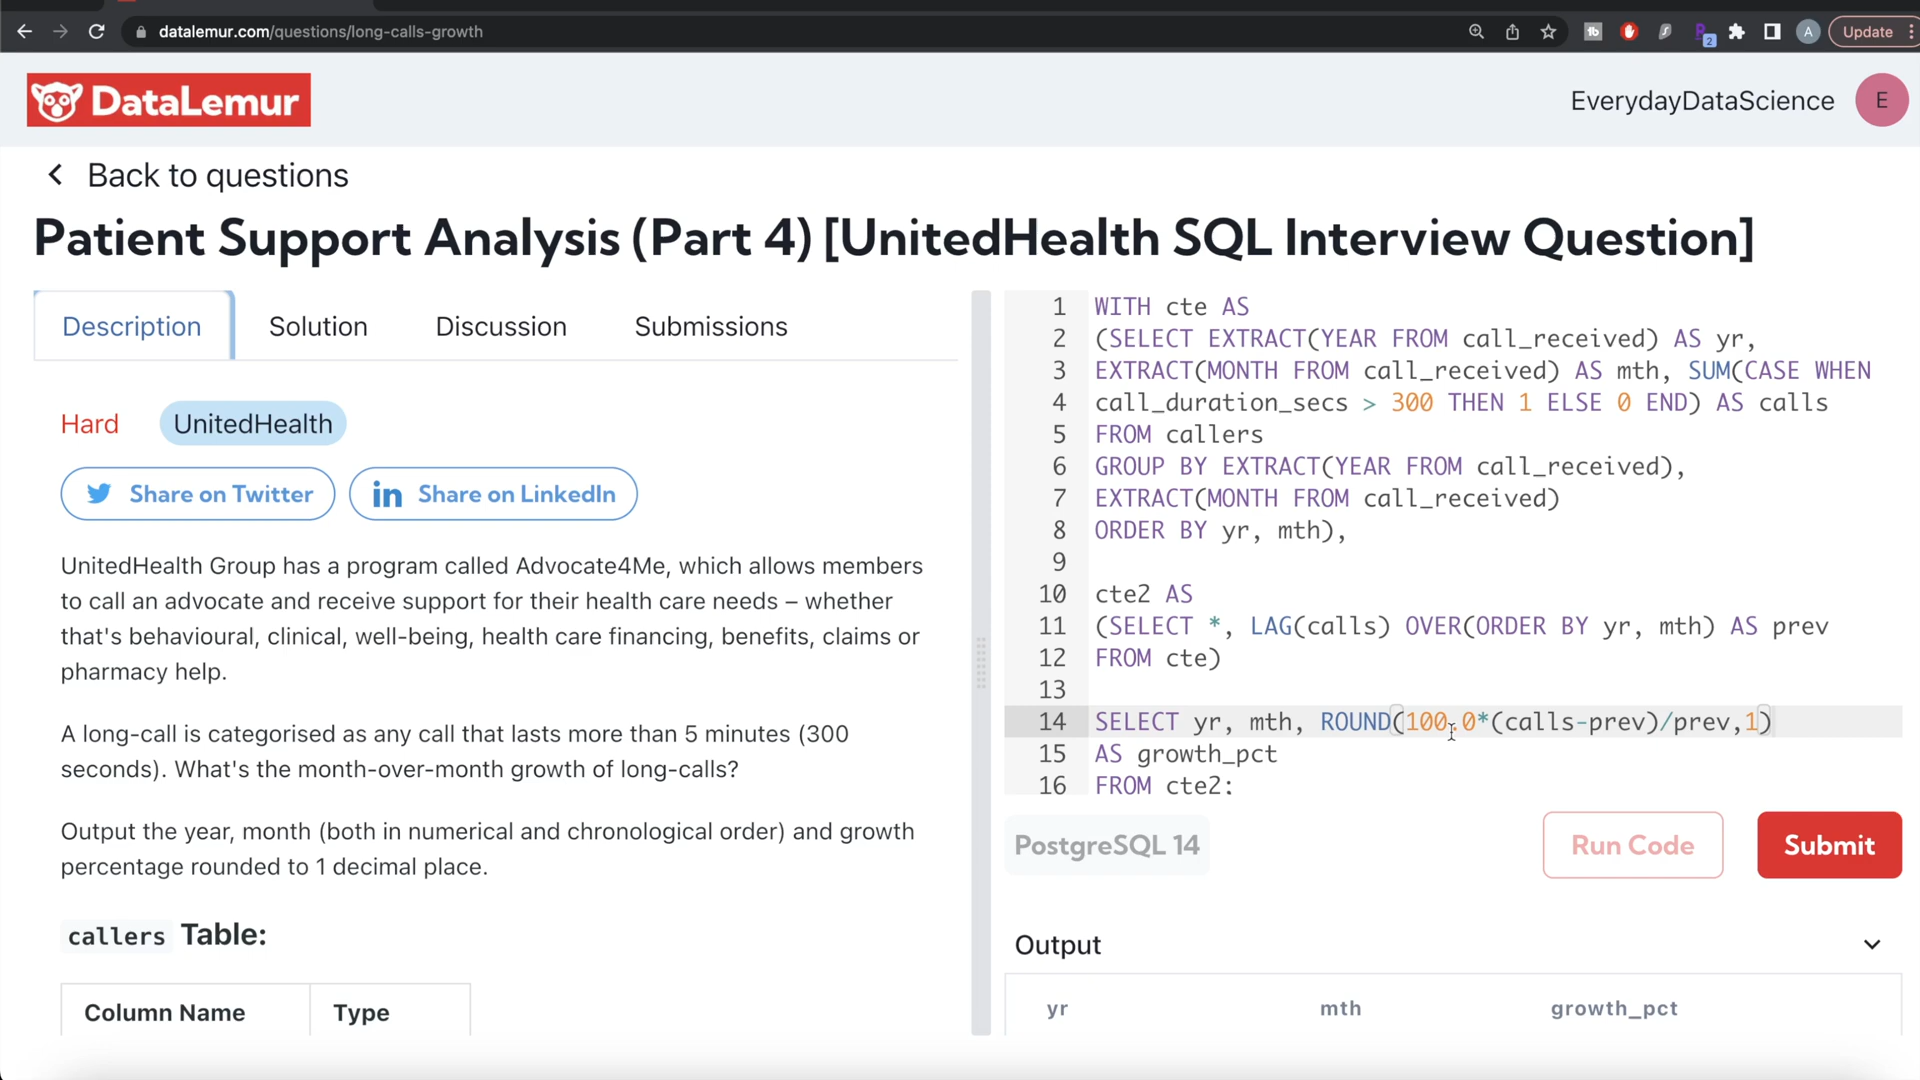 datalemur.com/questions/long-calls-growth
2
A
Update
DataLemur
EverydayDataScience
E
Back to questions
Patient Support Analysis (Part 4) [UnitedHealth SQL Interview Question]
Description
Solution
Discussion
Submissions
Hard
UnitedHealth
Share on Twitter
in Share on LinkedIn
UnitedHealth Group has a program called Advocate4Me, which allows members
to call an advocate and receive support for their health care needs – whether
that's behavioural, clinical, well-being, health care financing, benefits, claims or
pharmacy help.
A long-call is categorised as any call that lasts more than 5 minutes (300
seconds). What's the month-over-month growth of long-calls?
Output the year, month (both in numerical and chronological order) and growth
percentage rounded to 1 decimal place.
callers Table:
Column Name
Type
1 WITH cte AS
2 (SELECT EXTRACT(YEAR FROM call_received) AS yr,
3 EXTRACT(MONTH FROM call_received) AS mth, SUM(CASE WHEN
4 call_duration_secs > 300 THEN 1 ELSE 0 END) AS calls
5 FROM callers
6 GROUP BY EXTRACT(YEAR FROM call_received),
7 EXTRACT(MONTH FROM call_received)
8 ORDER BY yr, mth),
9
10 cte2 AS
11 (SELECT *, LAG(calls) OVER(ORDER BY yr, mth) AS prev
12 FROM cte)
13
14 SELECT yr, mth, ROUND(100.0*(calls-prev)/prev,1)
15 AS growth_pct
16 FROM cte2;
PostgreSQL 14
Run Code
Submit
Output
yr
mth
growth_pct